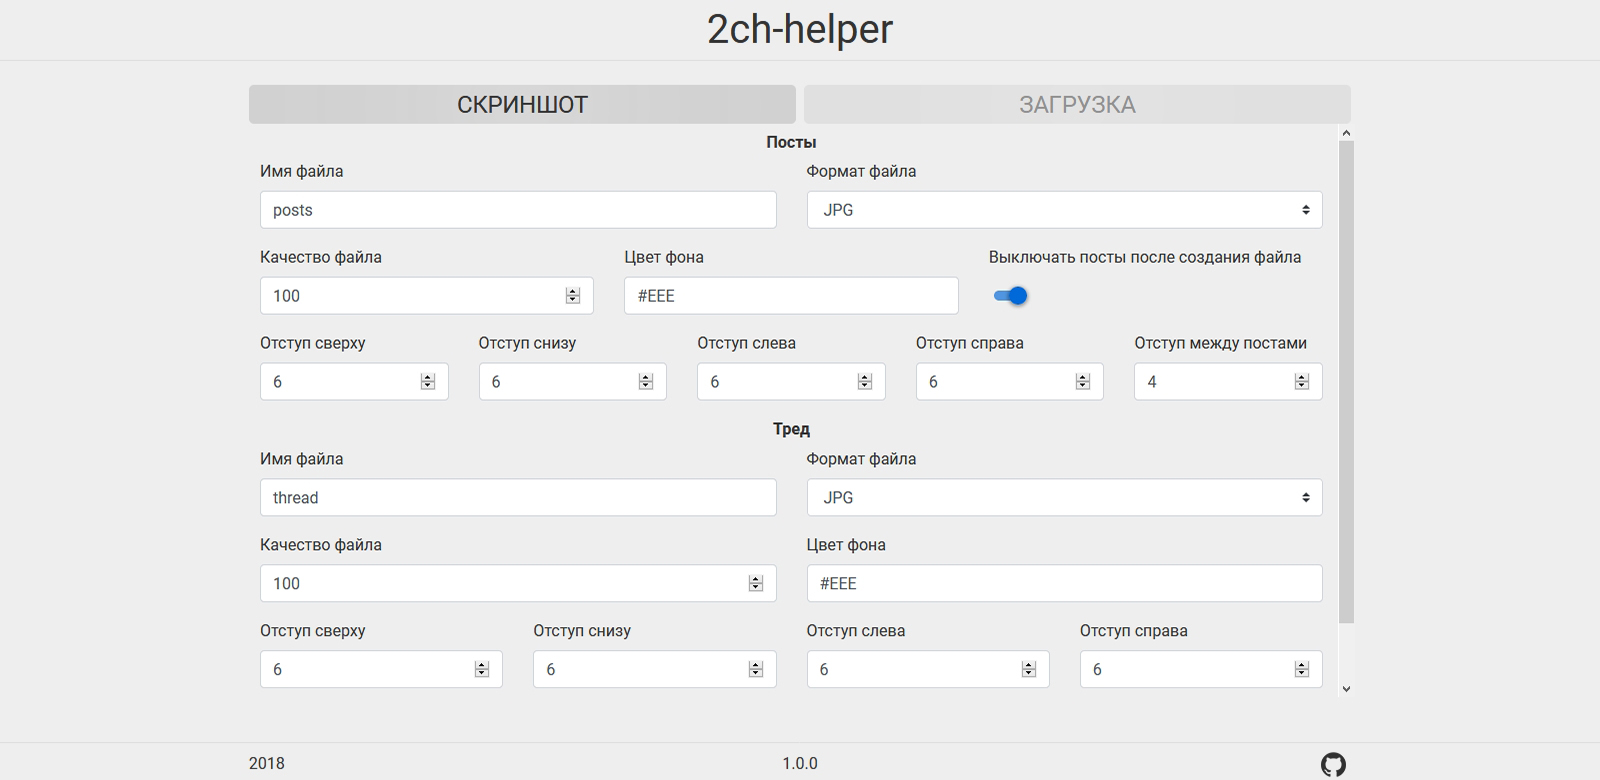 2ch-helper
СКРИНШОТ ЗАГРУЗКА
Посты
Имя файла Формат файла
posts JPG
Качество файла Цвет фона Выключать посты после создания файла
100 #EEE
Отступ сверху Отступ снизу Отступ слева Отступ справа Отступ между постами
6 6 6 6 4
Тред
Имя файла Формат файла
thread JPG
Качество файла Цвет фона
100 #EEE
Отступ сверху Отступ снизу Отступ слева Отступ справа
6 6 6 6
2018 1.0.0